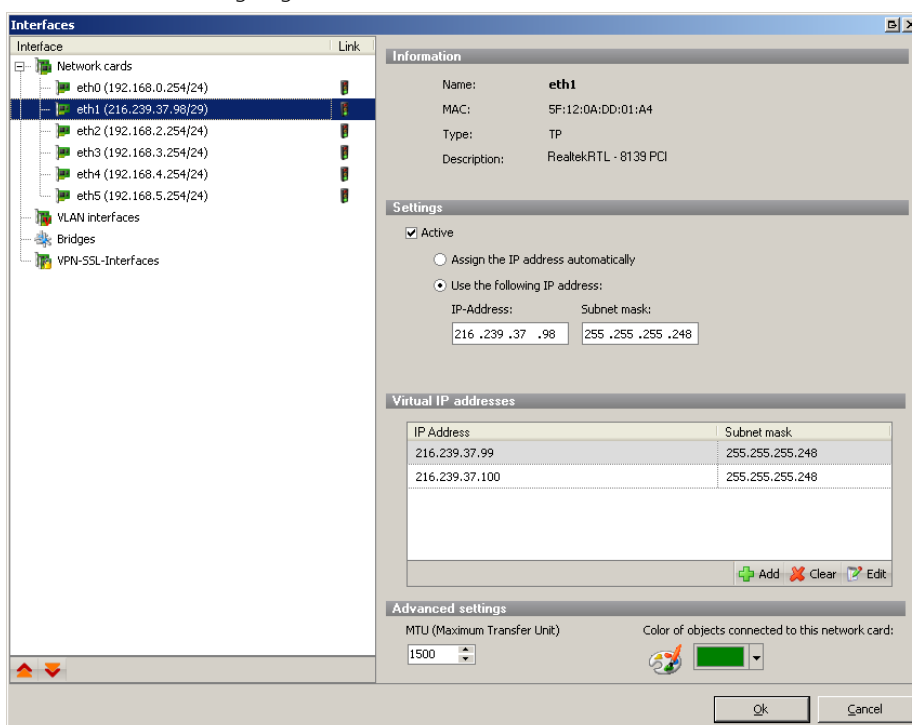 Interfaces
Interface Link
Network cards
eth0 (192.168.0.254/24)
eth1 (216.239.37.98/29)
eth2 (192.168.2.254/24)
eth3 (192.168.3.254/24)
eth4 (192.168.4.254/24)
eth5 (192.168.5.254/24)
VLAN interfaces
Bridges
VPN-SSL-Interfaces
Information
Name: eth1
MAC: 5F:12:0A:DD:01:A4
Type: TP
Description: RealtekRTL - 8139 PCI
Settings
Active
Assign the IP address automatically
Use the following IP address:
IP-Address: Subnet mask:
216 .239 .37 .98 255 .255 .255 .248
Virtual IP addresses
IP Address Subnet mask
216.239.37.99 255.255.255.248
216.239.37.100 255.255.255.248
Add Clear Edit
Advanced settings
MTU (Maximum Transfer Unit) Color of objects connected to this network card:
1500
Ok Cancel